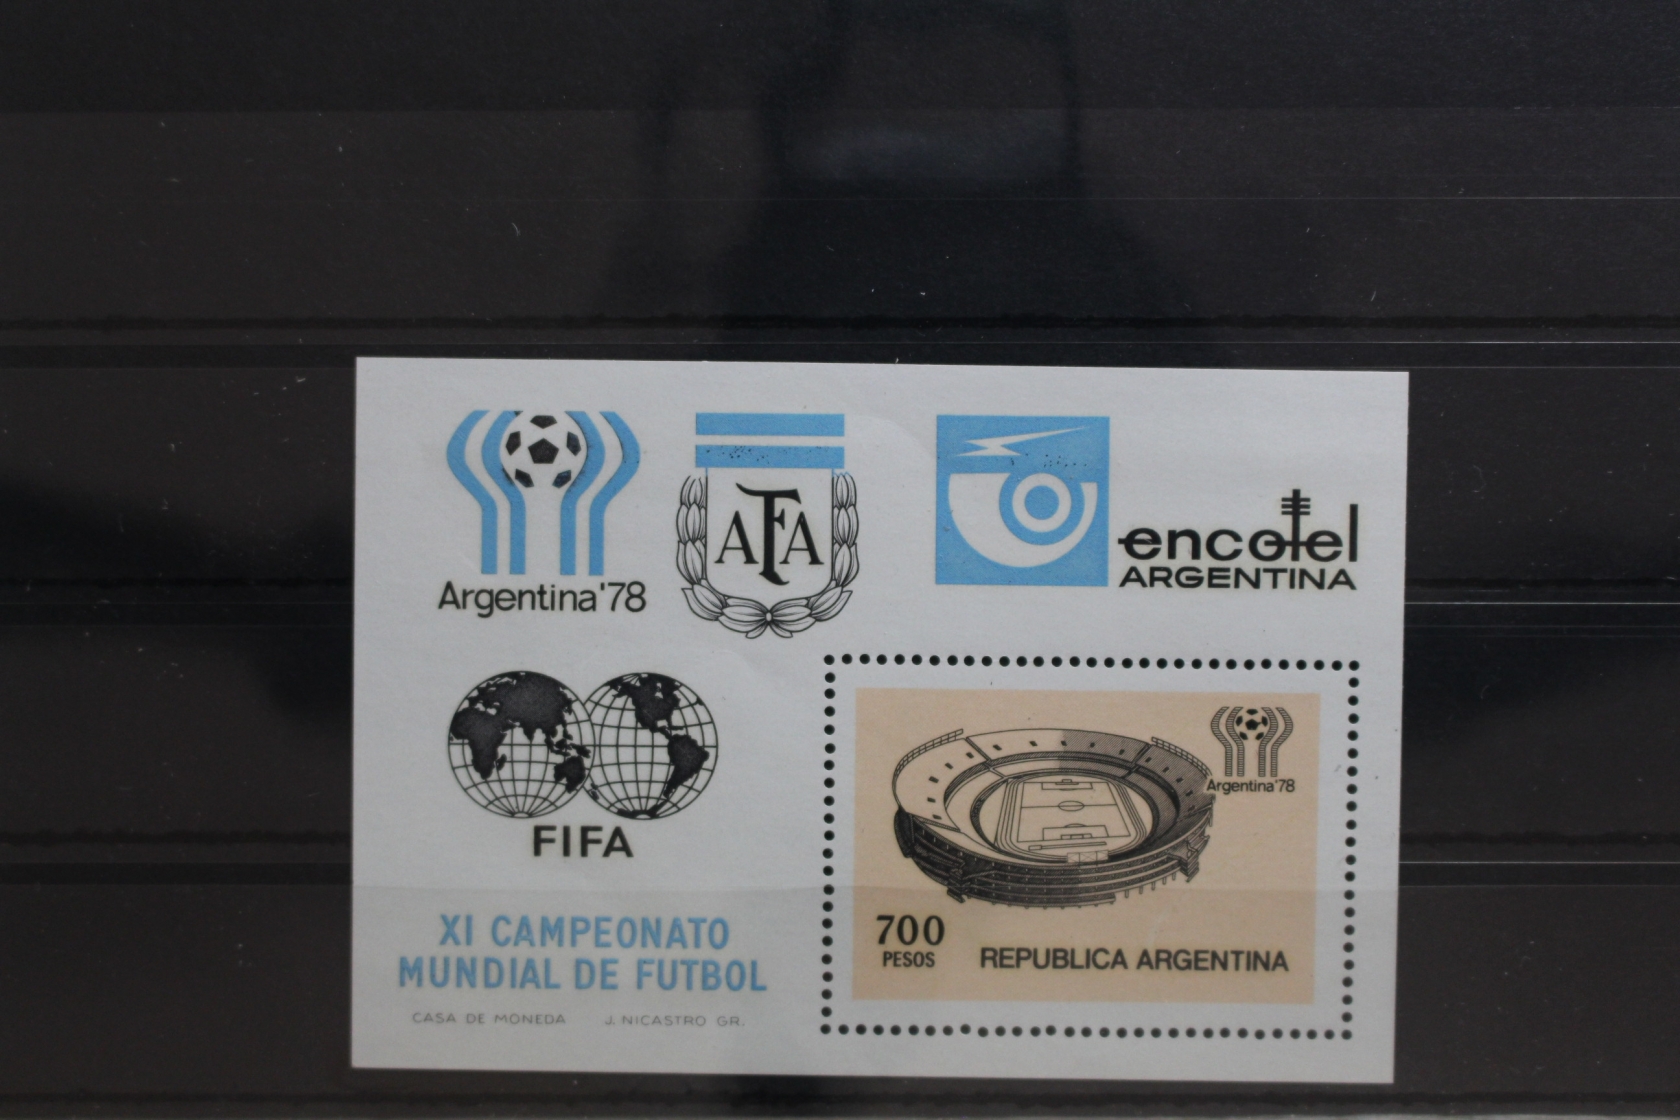 Argentina'78
AFA
encotel
ARGENTINA
FIFA
XI CAMPEONATO
MUNDIAL DE FUTBOL
CASA DE MONEDA J. NICASTRO GR.
Argentina'78
700
PESOS
REPUBLICA ARGENTINA